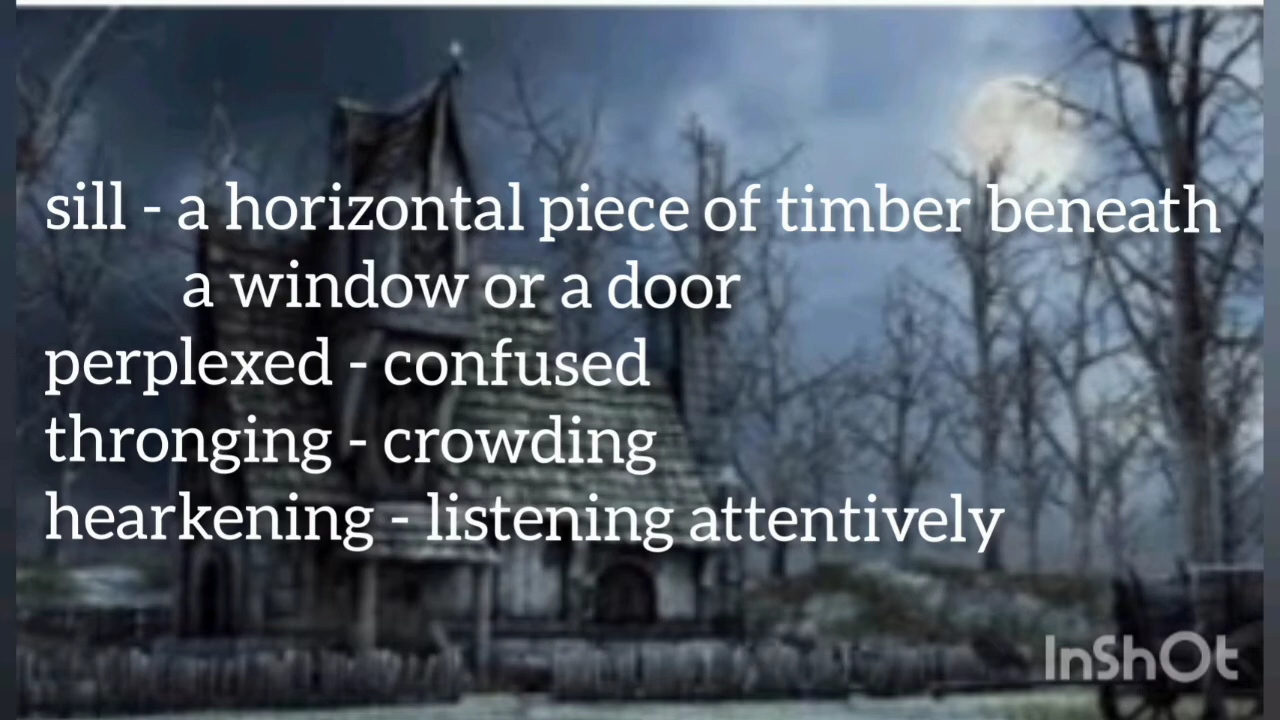 sill - a horizontal piece of timber beneath
a window or a door
perplexed - confused
thronging - crowding
hearkening - listening attentively
InShOt